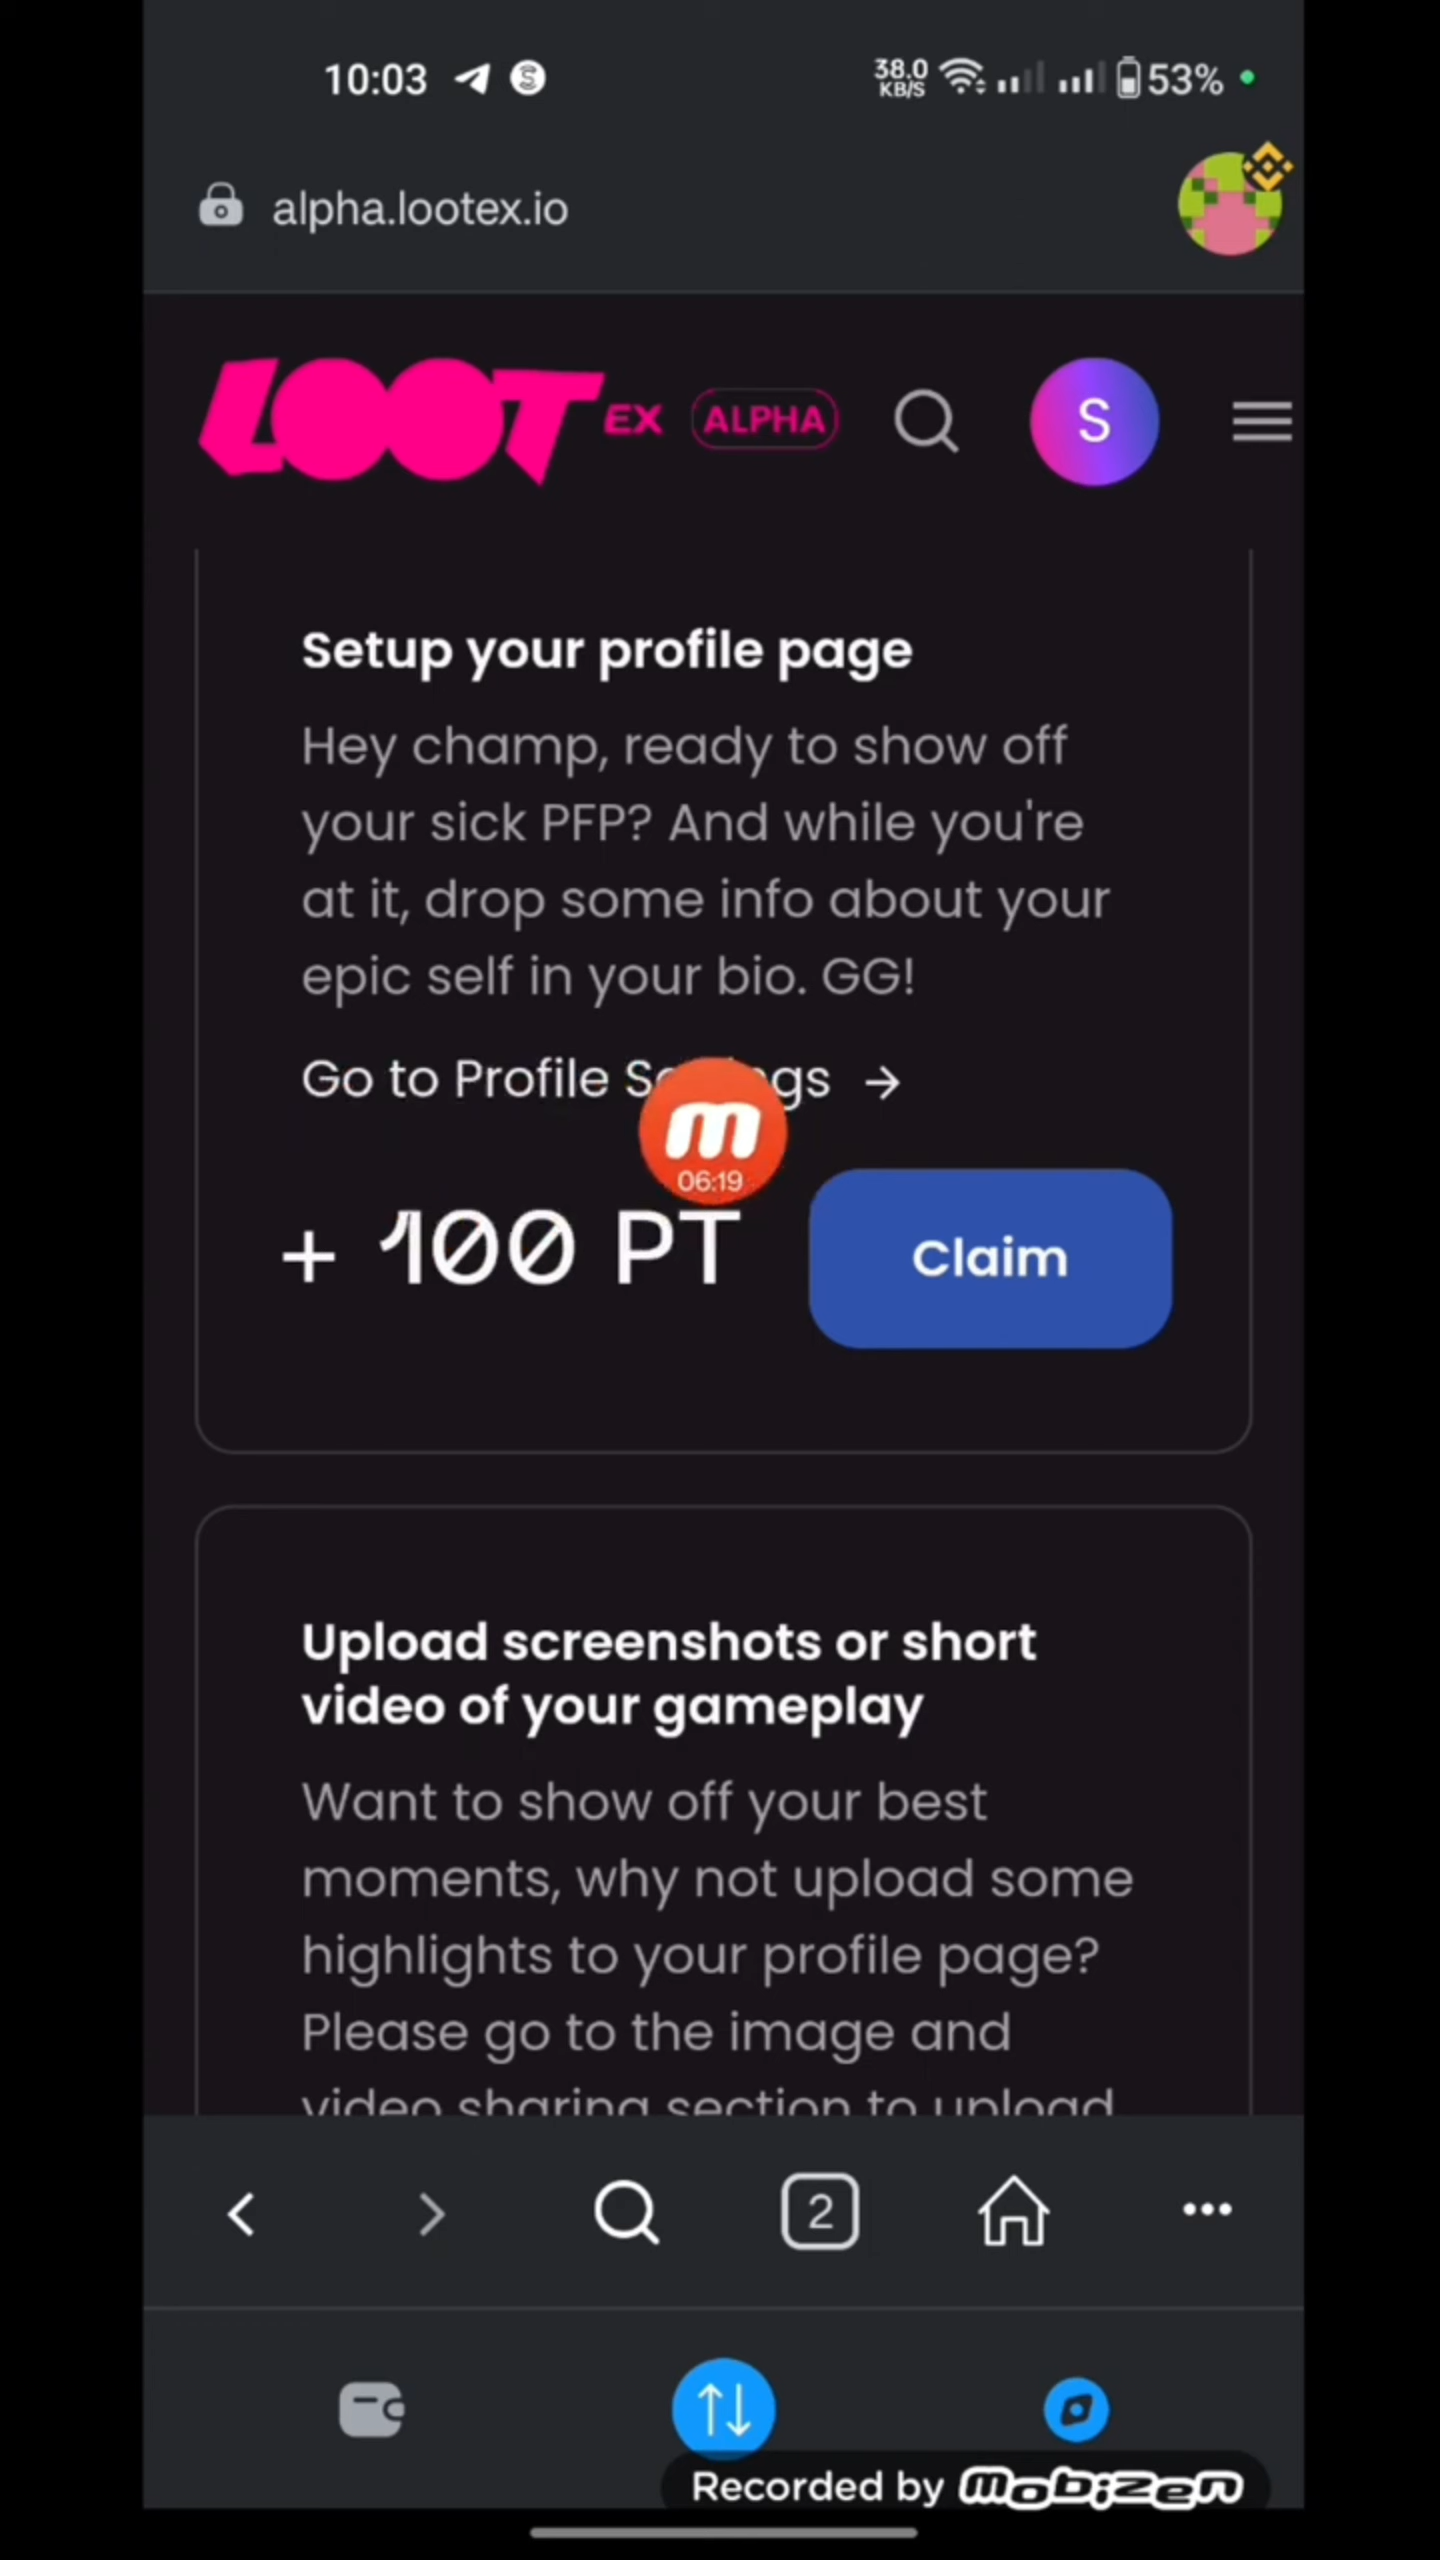 10:03
38.0
KB/S
53%
alpha.lootex.io
LOOT EX ALPHA
S
Setup your profile page
Hey champ, ready to show off
your sick PFP? And while you're
at it, drop some info about your
epic self in your bio. GG!
Go to Profile
m
06:19
+ 100 PT
Claim
Upload screenshots or short
video of your gameplay
Want to show off your best
moments, why not upload some
highlights to your profile page?
Please go to the image and
video sharing section to upload
2
Recorded by mobizen